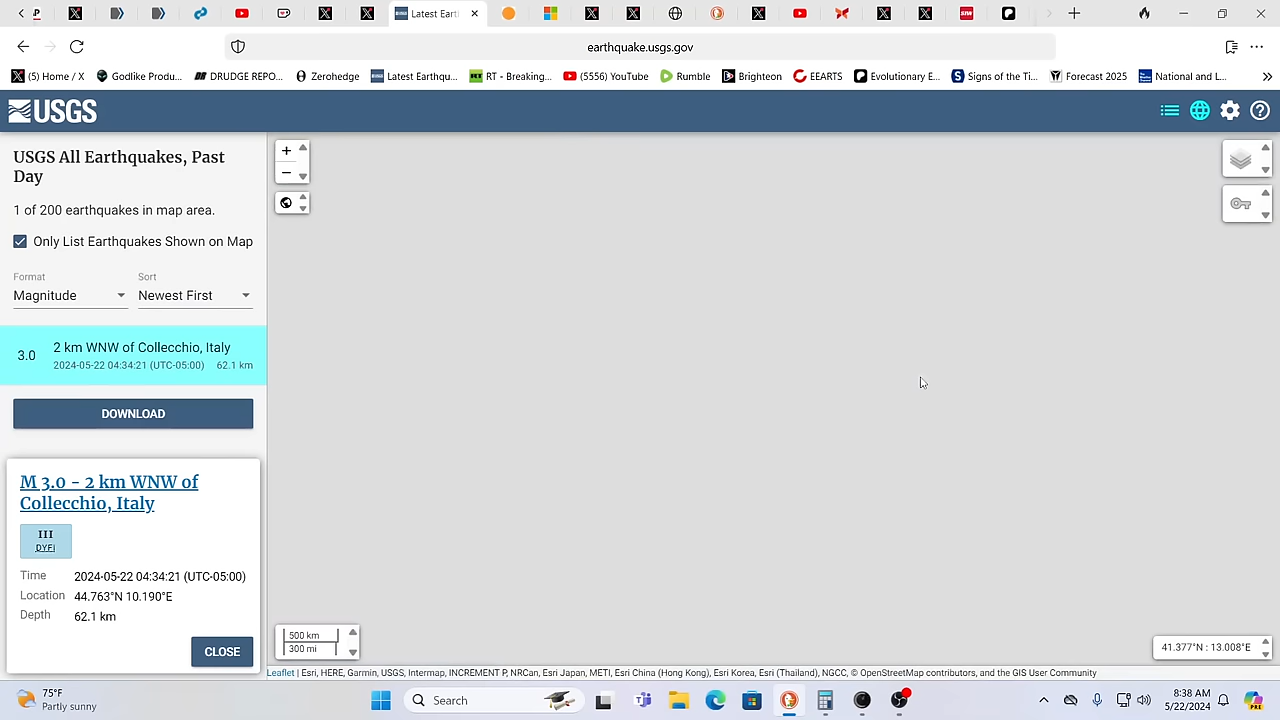 Latest Eart
earthquake.usgs.gov
(5) Home / X
Godlike Produ...
DRUDGE REPO...
Zerohedge
Latest Earthqu...
RT - Breaking...
(5556) YouTube
Rumble
Brighteon
EEARTS
Evolutionary E...
Signs of the Ti...
Forecast 2025
National and L...
USGS
USGS All Earthquakes, Past
Day
1 of 200 earthquakes in map area.
Only List Earthquakes Shown on Map
Format
Sort
Magnitude
Newest First
3.0
2 km WNW of Collecchio, Italy
2024-05-22 04:34:21 (UTC-05:00) 62.1 km
DOWNLOAD
M 3.0 - 2 km WNW of
Collecchio, Italy
III
DYFI
Time 2024-05-22 04:34:21 (UTC-05:00)
Location 44.763°N 10.190°E
Depth 62.1 km
CLOSE
+
−
500 km
300 mi
41.377°N : 13.008°E
Leaflet | Esri, HERE, Garmin, USGS, Intermap, INCREMENT P, NRCan, Esri Japan, METI, Esri China (Hong Kong), Esri Korea, Esri (Thailand), NGCC, © OpenStreetMap contributors, and the GIS User Community
75°F
Partly sunny
Search
8:38 AM
5/22/2024